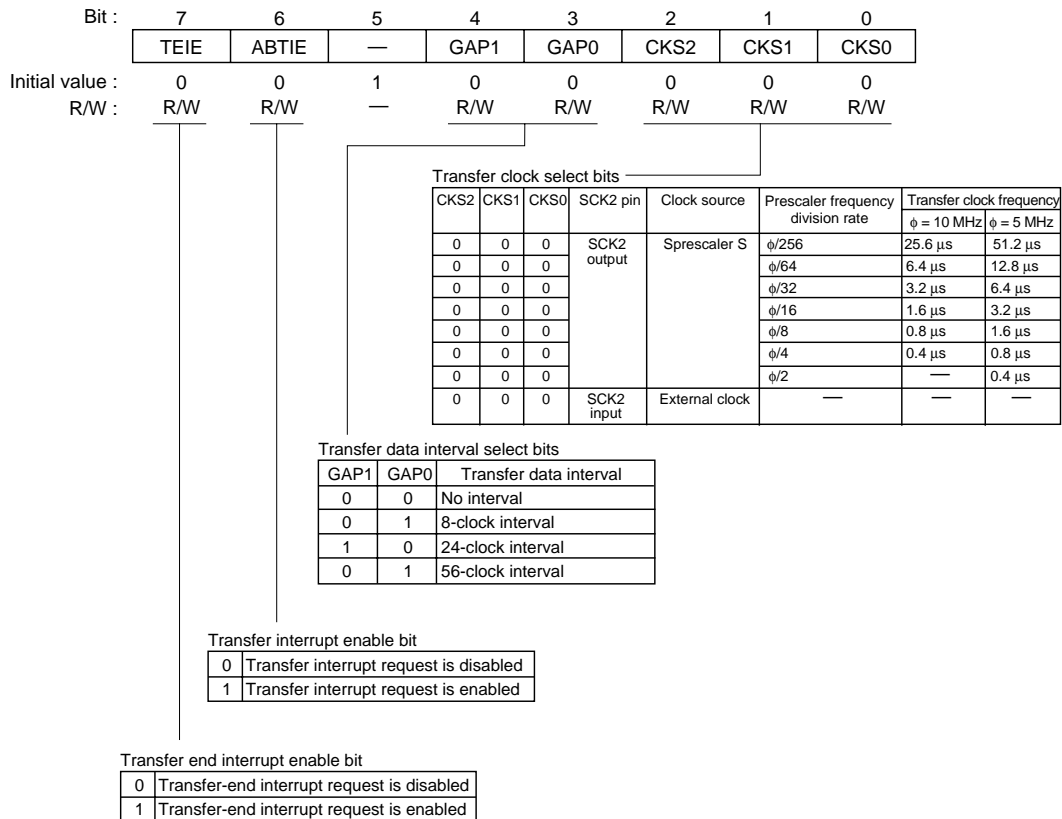 Bit : 7 6 5 4 3 2 1 0
TEIE ABTIE — GAP1 GAP0 CKS2 CKS1 CKS0
Initial value : 0 0 1 0 0 0 0 0
R/W : R/W R/W — R/W R/W R/W R/W R/W
Transfer clock select bits
CKS2 CKS1 CKS0 SCK2 pin Clock source Prescaler frequency division rate Transfer clock frequency
φ = 10 MHz φ = 5 MHz
0 0 0 SCK2 output Sprescaler S φ/256 25.6 μs 51.2 μs
0 0 0 φ/64 6.4 μs 12.8 μs
0 0 0 φ/32 3.2 μs 6.4 μs
0 0 0 φ/16 1.6 μs 3.2 μs
0 0 0 φ/8 0.8 μs 1.6 μs
0 0 0 φ/4 0.4 μs 0.8 μs
0 0 0 φ/2 — 0.4 μs
0 0 0 SCK2 input External clock — — —
Transfer data interval select bits
GAP1 GAP0 Transfer data interval
0 0 No interval
0 1 8-clock interval
1 0 24-clock interval
0 1 56-clock interval
Transfer interrupt enable bit
0 Transfer interrupt request is disabled
1 Transfer interrupt request is enabled
Transfer end interrupt enable bit
0 Transfer-end interrupt request is disabled
1 Transfer-end interrupt request is enabled